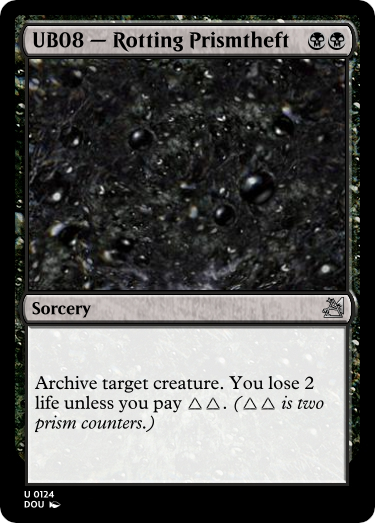 UB08 — Rotting Prismtheft
Sorcery
Archive target creature. You lose 2
life unless you pay △△. (△△ is two
prism counters.)
U 0124
DOU